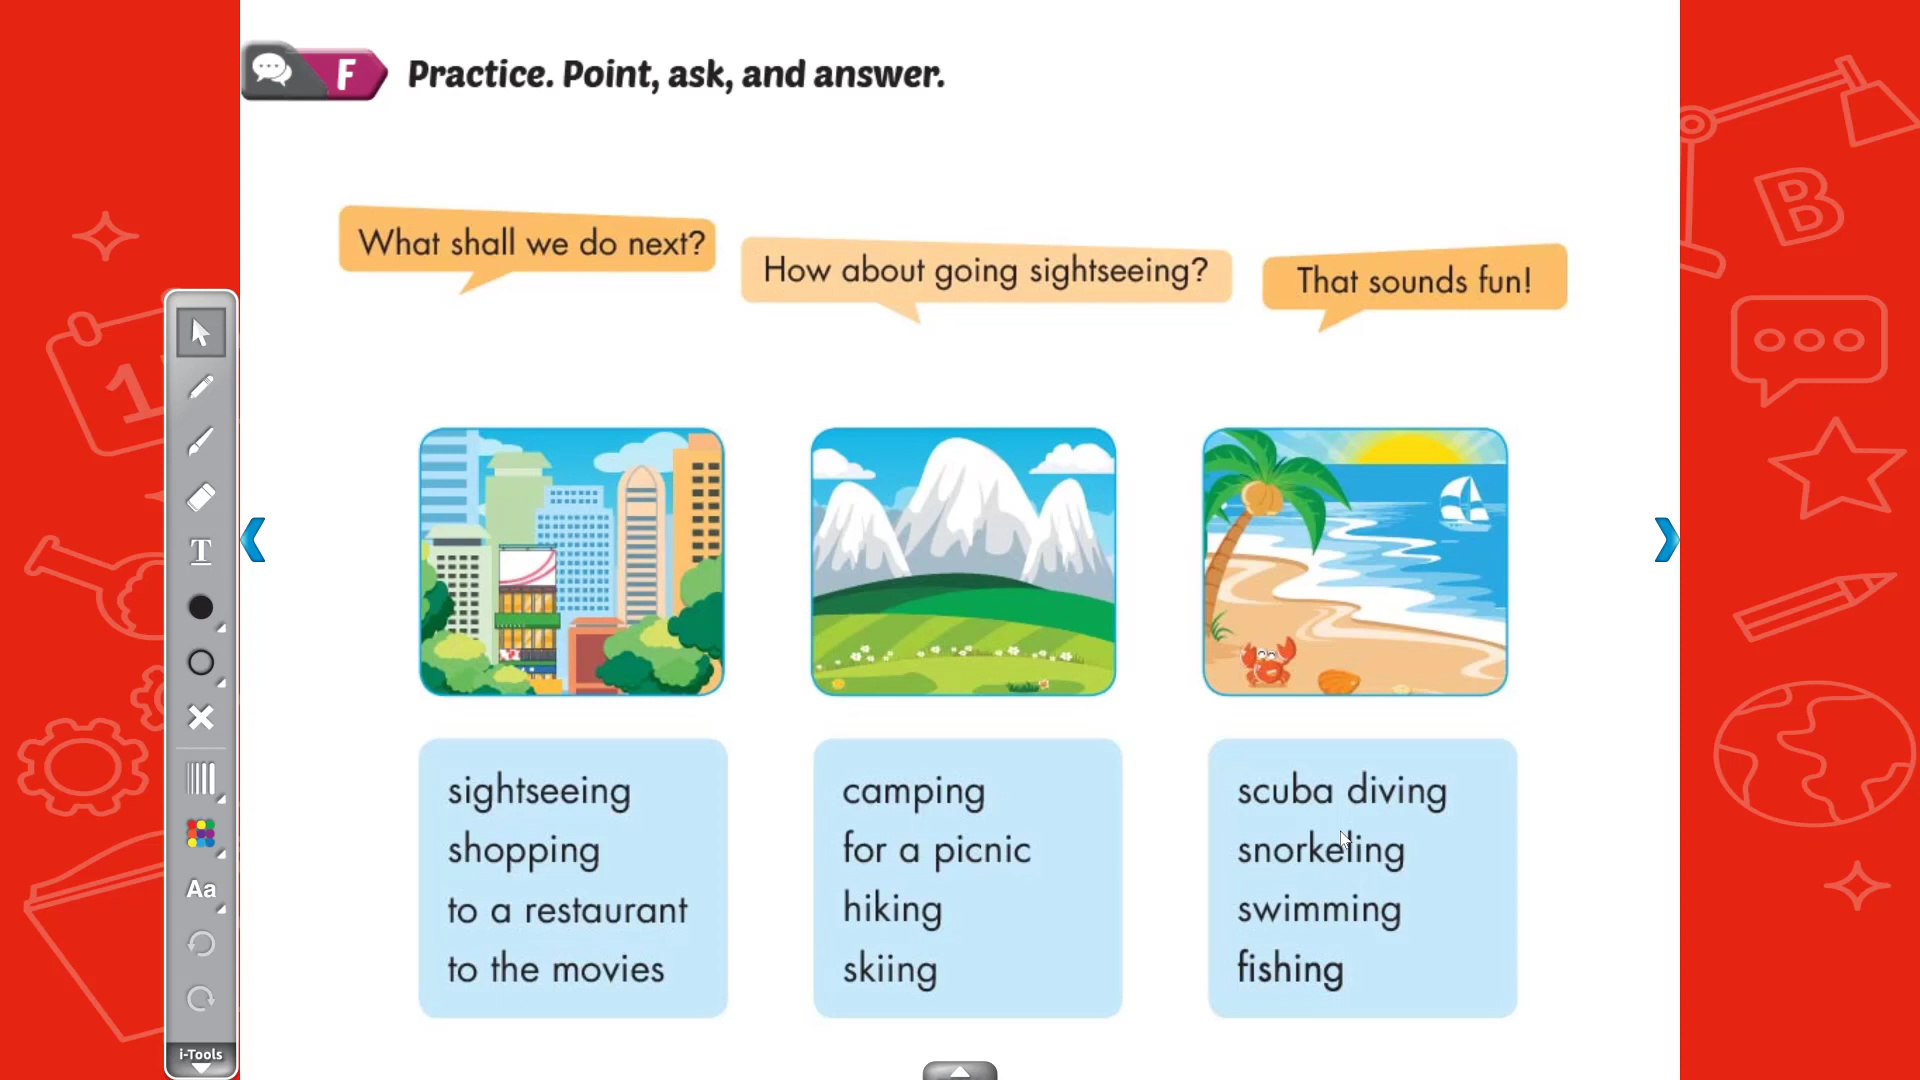 F
Practice. Point, ask, and answer.
What shall we do next?
How about going sightseeing?
That sounds fun!
sightseeing
shopping
to a restaurant
to the movies
camping
for a picnic
hiking
skiing
scuba diving
snorkeling
swimming
fishing
T
Aa
i-Tools
1
B